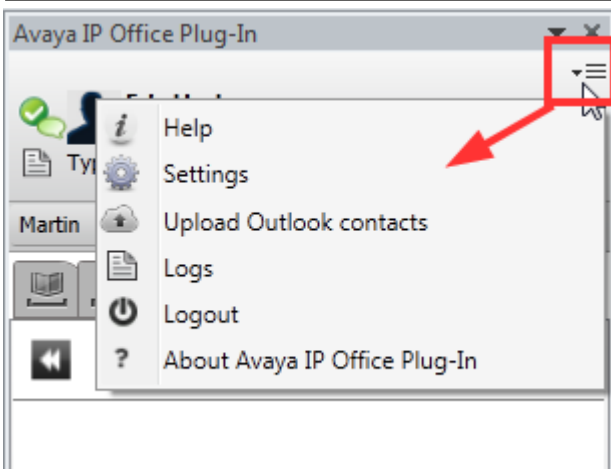 Avaya IP Office Plug-In
Help
Typ
Settings
Martin
Upload Outlook contacts
Logs
Logout
About Avaya IP Office Plug-In